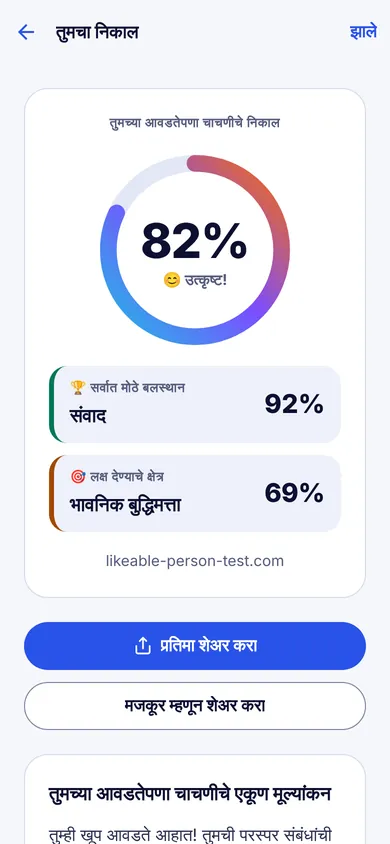 तुमचा निकाल
झाले
तुमच्या आवडतेपणा चाचणीचे निकाल
82%
😊 उत्कृष्ट!
🏆 सर्वात मोठे बलस्थान
संवाद
92%
🎯 लक्ष देण्याचे क्षेत्र
भावनिक बुद्धिमत्ता
69%
likeable-person-test.com
प्रतिमा शेअर करा
मजकूर म्हणून शेअर करा
तुमच्या आवडतेपणा चाचणीचे एकूण मूल्यांकन
तुम्ही खूप आवडते आहात! तुमची परस्पर संबंधांची